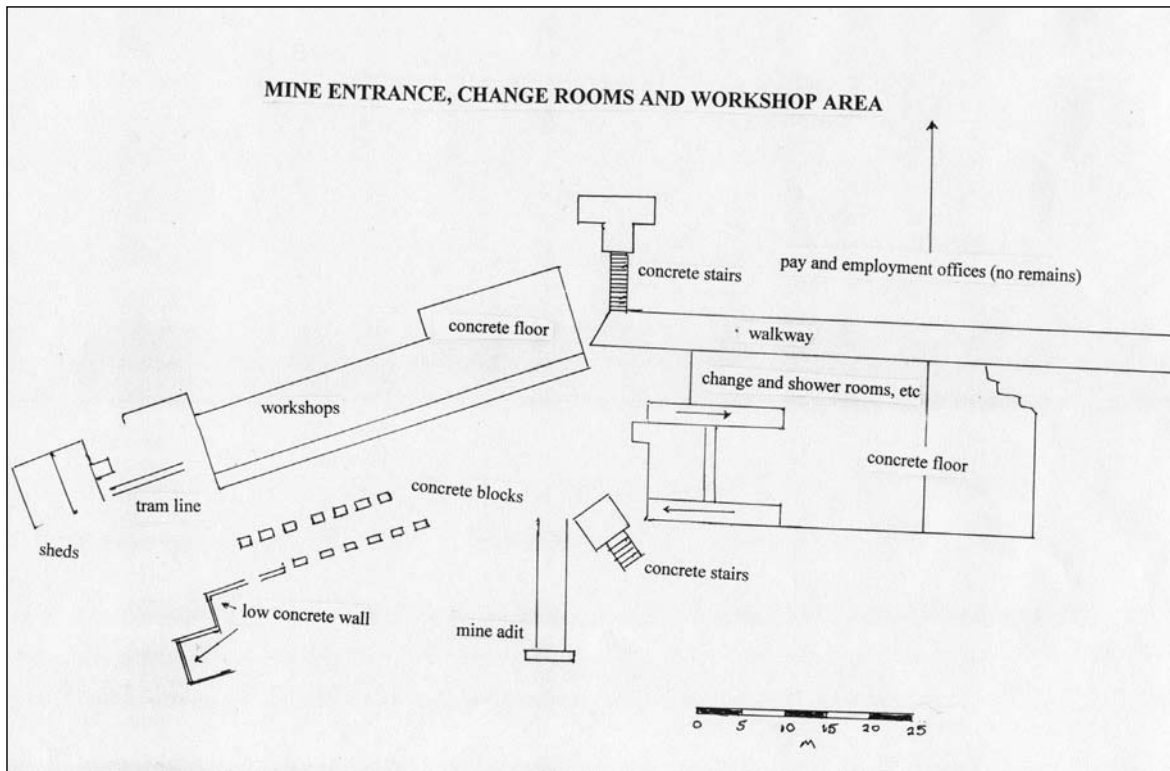 MINE ENTRANCE, CHANGE ROOMS AND WORKSHOP AREA
concrete stairs
pay and employment offices (no remains)
concrete floor
walkway
change and shower rooms, etc
workshops
concrete floor
concrete blocks
tram line
sheds
concrete stairs
low concrete wall
mine adit
0 5 10 15 20 25
M